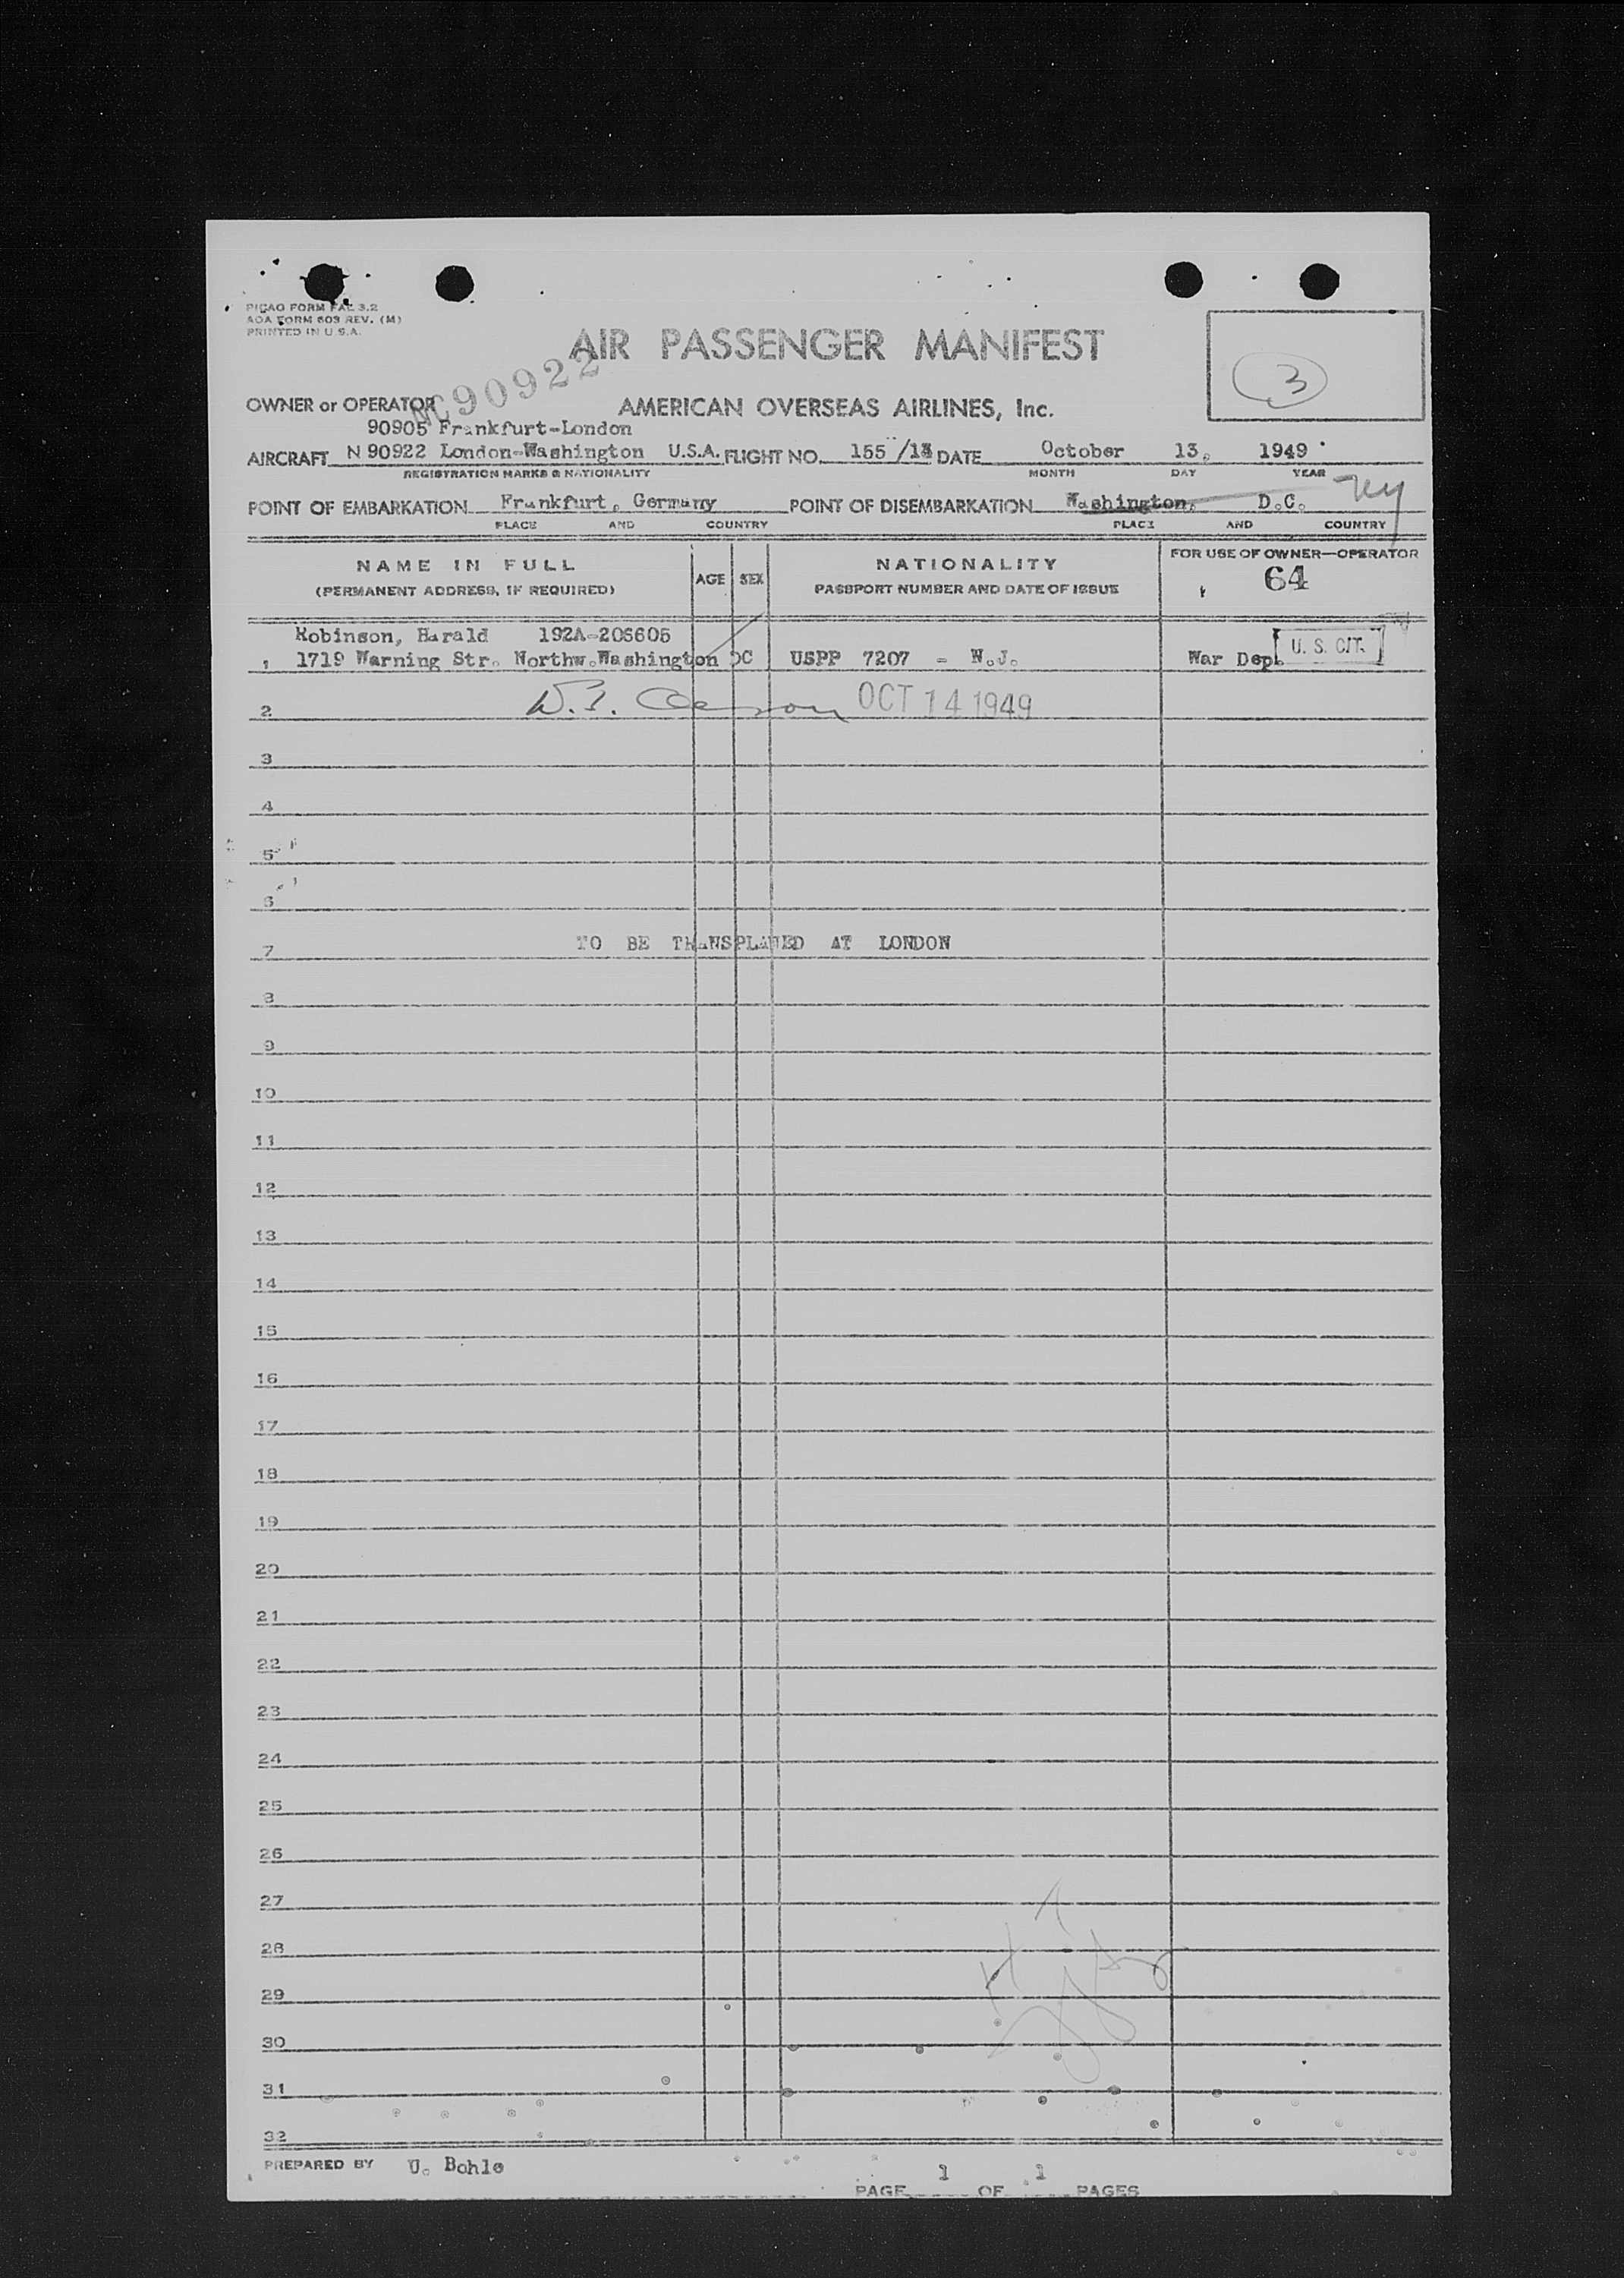 PICAO FORM FAL 3.2
AOA FORM 609 REV. (M)
PRINTED IN U.S.A.
AIR PASSENGER MANIFEST
3
NC90922
OWNER or OPERATOR AMERICAN OVERSEAS AIRLINES, Inc.
90905 Frankfurt-London
AIRCRAFT N 90922 London-Washington U.S.A. FLIGHT NO. 155 /13 DATE October 13, 1949
REGISTRATION MARKS & NATIONALITY MONTH DAY YEAR
POINT OF EMBARKATION Frankfurt, Germany POINT OF DISEMBARKATION Washington, D.C. NY
PLACE AND COUNTRY PLACE AND COUNTRY
NAME IN FULL AGE SEX NATIONALITY FOR USE OF OWNER—OPERATOR
(PERMANENT ADDRESS, IF REQUIRED) PASSPORT NUMBER AND DATE OF ISSUE 64
Robinson, Harald 192A-206605
1 1719 Warning Str. Northw.Washington DC USPP 7207 - N.J. War Dep. U. S. CIT.
2 OCT 14 1949
3
4
5
6
7 TO BE TRANSPLANED AT LONDON
8
9
10
11
12
13
14
15
16
17
18
19
20
21
22
23
24
25
26
27
28
29
30
31
32
PREPARED BY U. Bohle
PAGE 1 OF 1 PAGES